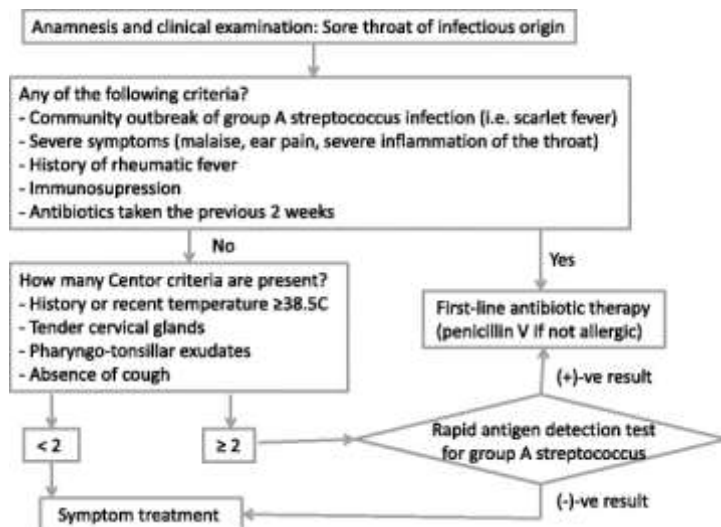 Anamnesis and clinical examination: Sore throat of infectious origin
Any of the following criteria?
- Community outbreak of group A streptococcus infection (i.e. scarlet fever)
- Severe symptoms (malaise, ear pain, severe inflammation of the throat)
- History of rheumatic fever
- Immunosupression
- Antibiotics taken the previous 2 weeks
No
Yes
How many Centor criteria are present?
- History or recent temperature ≥38.5C
- Tender cervical glands
- Pharyngo-tonsillar exudates
- Absence of cough
First-line antibiotic therapy
(penicillin V if not allergic)
(+)-ve result
< 2
≥ 2
Rapid antigen detection test
for group A streptococcus
(-)-ve result
Symptom treatment